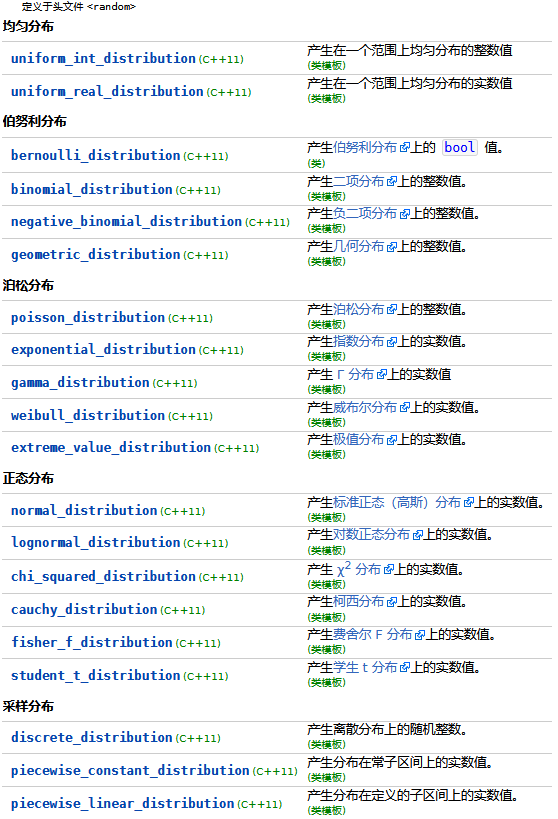 定义于头文件 <random>
均匀分布
uniform_int_distribution (C++11) 产生在一个范围上均匀分布的整数值
(类模板)
uniform_real_distribution (C++11) 产生在一个范围上均匀分布的实数值
(类模板)
伯努利分布
bernoulli_distribution (C++11) 产生伯努利分布上的 bool 值。
(类)
binomial_distribution (C++11) 产生二项分布上的整数值。
(类模板)
negative_binomial_distribution (C++11) 产生负二项分布上的整数值。
(类模板)
geometric_distribution (C++11) 产生几何分布上的整数值。
(类模板)
泊松分布
poisson_distribution (C++11) 产生泊松分布上的整数值。
(类模板)
exponential_distribution (C++11) 产生指数分布上的实数值。
(类模板)
gamma_distribution (C++11) 产生 Γ 分布上的实数值
(类模板)
weibull_distribution (C++11) 产生威布尔分布上的实数值。
(类模板)
extreme_value_distribution (C++11) 产生极值分布上的实数值。
(类模板)
正态分布
normal_distribution (C++11) 产生标准正态（高斯）分布上的实数值。
(类模板)
lognormal_distribution (C++11) 产生对数正态分布上的实数值。
(类模板)
chi_squared_distribution (C++11) 产生 χ2 分布上的实数值。
(类模板)
cauchy_distribution (C++11) 产生柯西分布上的实数值。
(类模板)
fisher_f_distribution (C++11) 产生费舍尔 F 分布上的实数值。
(类模板)
student_t_distribution (C++11) 产生学生 t 分布上的实数值。
(类模板)
采样分布
discrete_distribution (C++11) 产生离散分布上的随机整数。
(类模板)
piecewise_constant_distribution (C++11) 产生分布在常子区间上的实数值。
(类模板)
piecewise_linear_distribution (C++11) 产生分布在定义的子区间上的实数值。
(类模板)